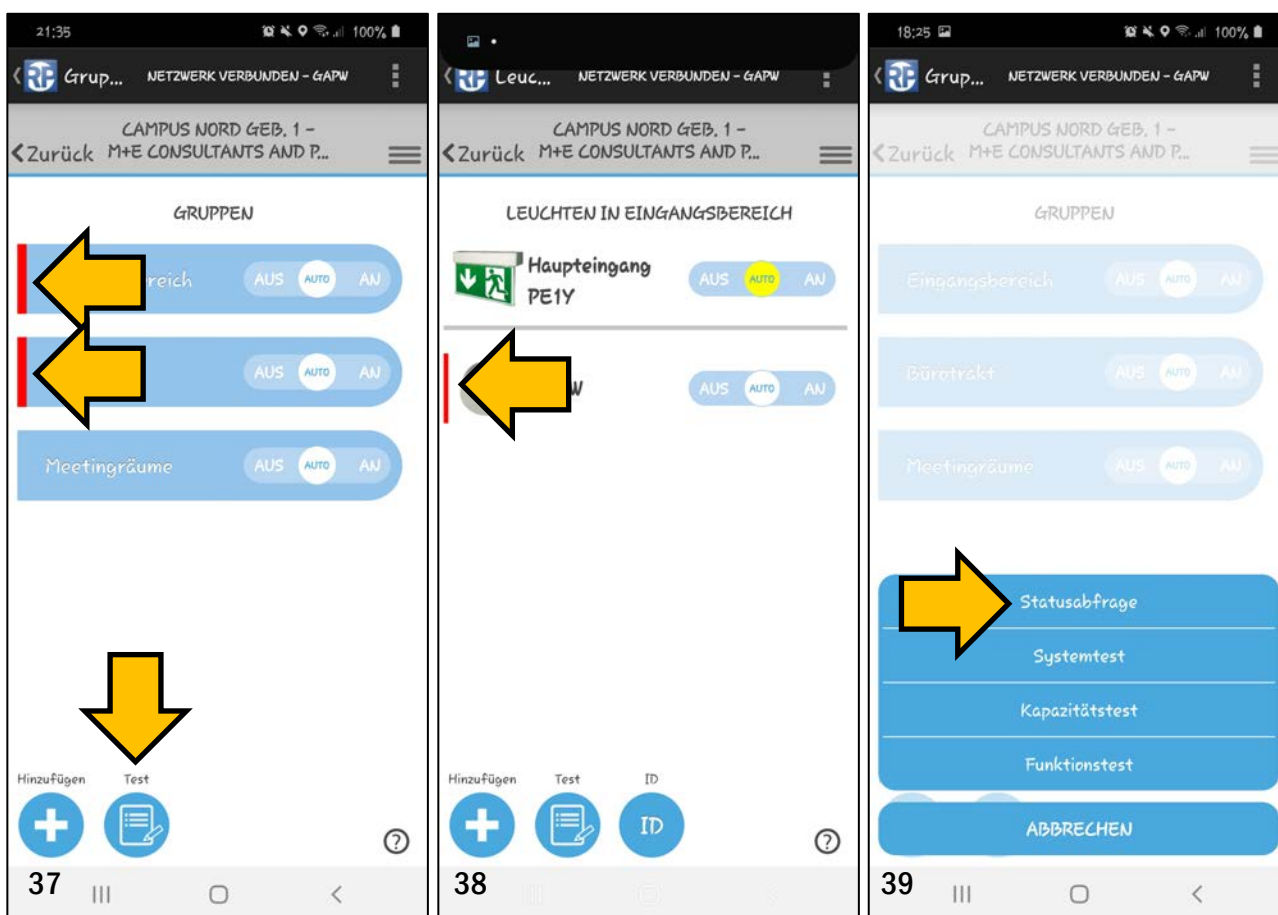 21:35
100%
RP Grup... NETZWERK VERBUNDEN - GAPW
CAMPUS NORD GEB. 1 -
Zurück M+E CONSULTANTS AND P...
GRUPPEN
reich AUS AUTO AN
AUS AUTO AN
Meetingräume AUS AUTO AN
Hinzufügen Test
37
RP Leuc... NETZWERK VERBUNDEN - GAPW
CAMPUS NORD GEB. 1 -
Zurück M+E CONSULTANTS AND P...
LEUCHTEN IN EINGANGSBEREICH
Haupteingang
PE1Y
AUS AUTO AN
W AUS AUTO AN
Hinzufügen Test ID
ID
38
18:25
100%
RP Grup... NETZWERK VERBUNDEN - GAPW
CAMPUS NORD GEB. 1 -
Zurück M+E CONSULTANTS AND P...
GRUPPEN
Eingangsbereich AUS AUTO AN
Bürotrakt AUS AUTO AN
Meetingräume AUS AUTO AN
Statusabfrage
Systemtest
Kapazitätstest
Funktionstest
ABBRECHEN
39